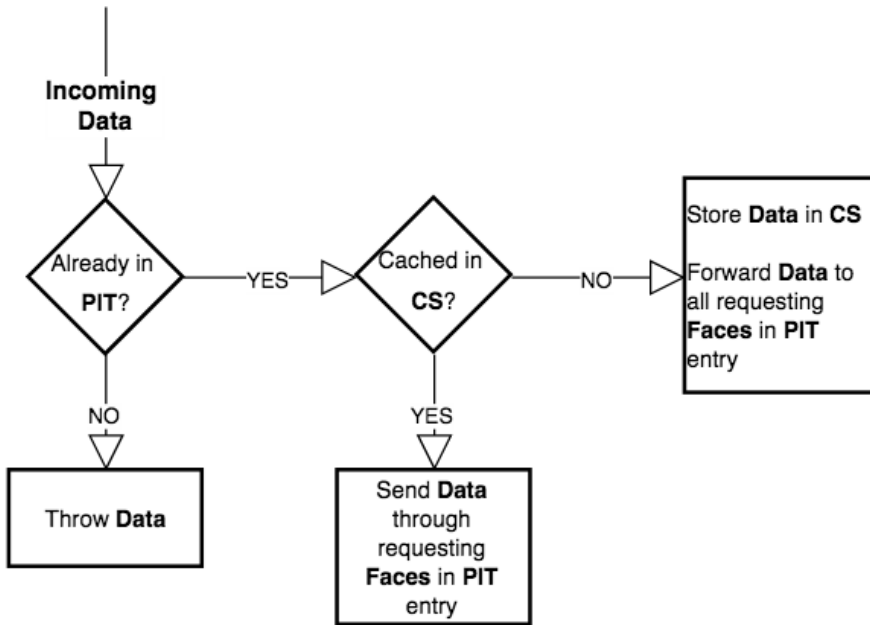 Incoming
Data
Already in
PIT?
YES
Cached in
CS?
NO
Store Data in CS
Forward Data to
all requesting
Faces in PIT
entry
NO
Throw Data
YES
Send Data
through
requesting
Faces in PIT
entry